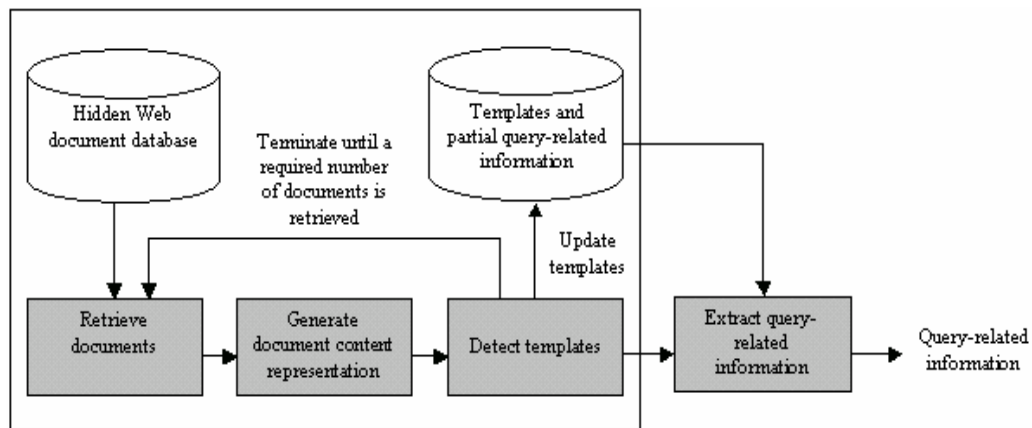 Hidden Web
document database
Templates and
partial query-related
information
Terminate until a
required number
of documents is
retrieved
Update
templates
Retrieve
documents
Generate
document content
representation
Detect templates
Extract query-
related
information
Query-related
information